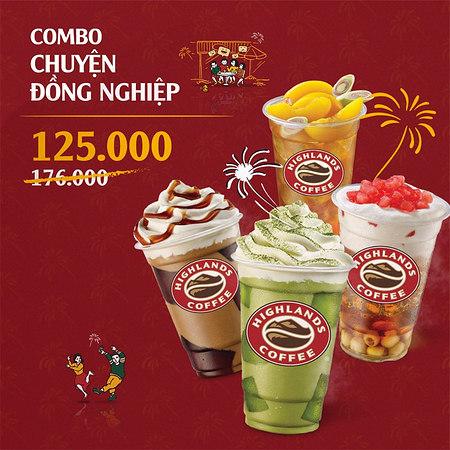 COMBO
CHUYỆN
ĐỒNG NGHIỆP
125.000
176.000
HIGHLANDS
COFFEE
HIGHLANDS
COFFEE
HIGHLANDS
COFFEE
HIGHLANDS
COFFEE